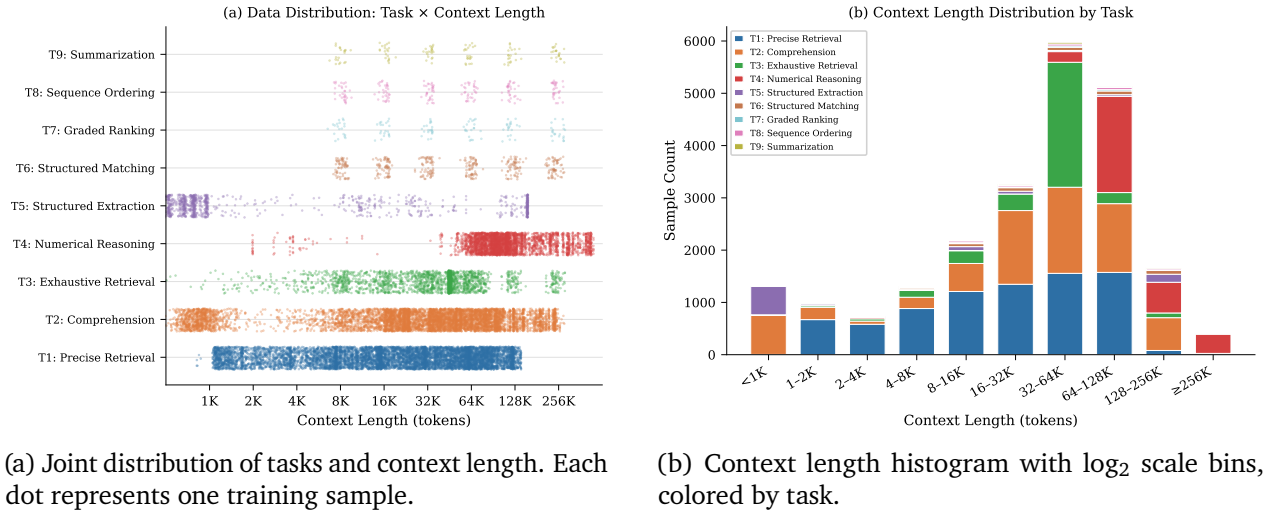 (a) Data Distribution: Task × Context Length
T9: Summarization
T8: Sequence Ordering
T7: Graded Ranking
T6: Structured Matching
T5: Structured Extraction
T4: Numerical Reasoning
T3: Exhaustive Retrieval
T2: Comprehension
T1: Precise Retrieval
1K 2K 4K 8K 16K 32K 64K 128K 256K
Context Length (tokens)
(b) Context Length Distribution by Task
T1: Precise Retrieval
T2: Comprehension
T3: Exhaustive Retrieval
T4: Numerical Reasoning
T5: Structured Extraction
T6: Structured Matching
T7: Graded Ranking
T8: Sequence Ordering
T9: Summarization
Sample Count
6000
5000
4000
3000
2000
1000
0
<1K 1–2K 2–4K 4–8K 8–16K 16–32K 32–64K 64–128K 128–256K ≥256K
Context Length (tokens)
(a) Joint distribution of tasks and context length. Each
dot represents one training sample.
(b) Context length histogram with log₂ scale bins,
colored by task.